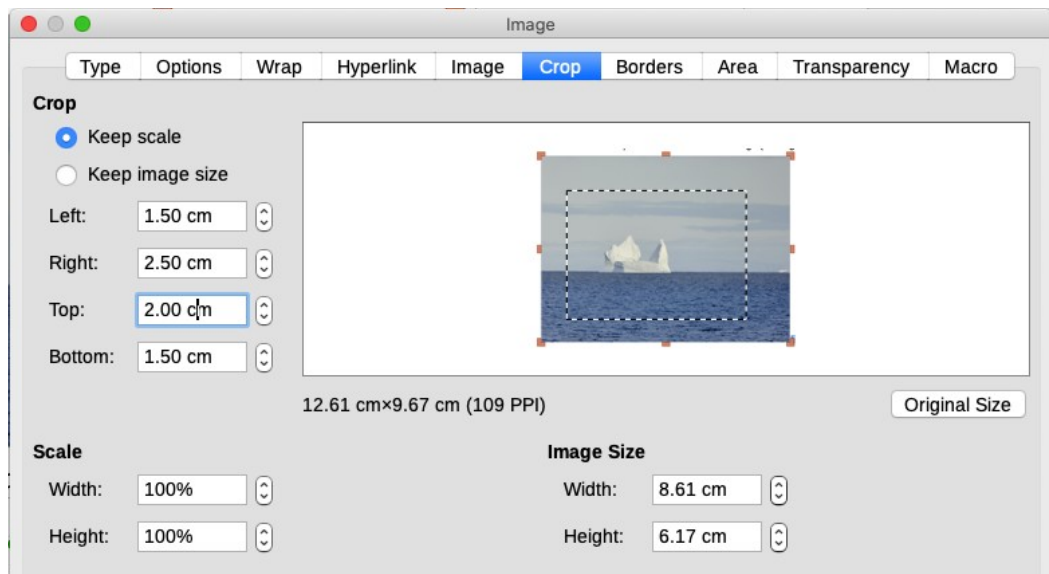 Image
Type Options Wrap Hyperlink Image Crop Borders Area Transparency Macro
Crop
Keep scale
Keep image size
Left: 1.50 cm
Right: 2.50 cm
Top: 2.00 cm
Bottom: 1.50 cm
12.61 cm×9.67 cm (109 PPI)
Original Size
Scale
Width: 100%
Height: 100%
Image Size
Width: 8.61 cm
Height: 6.17 cm